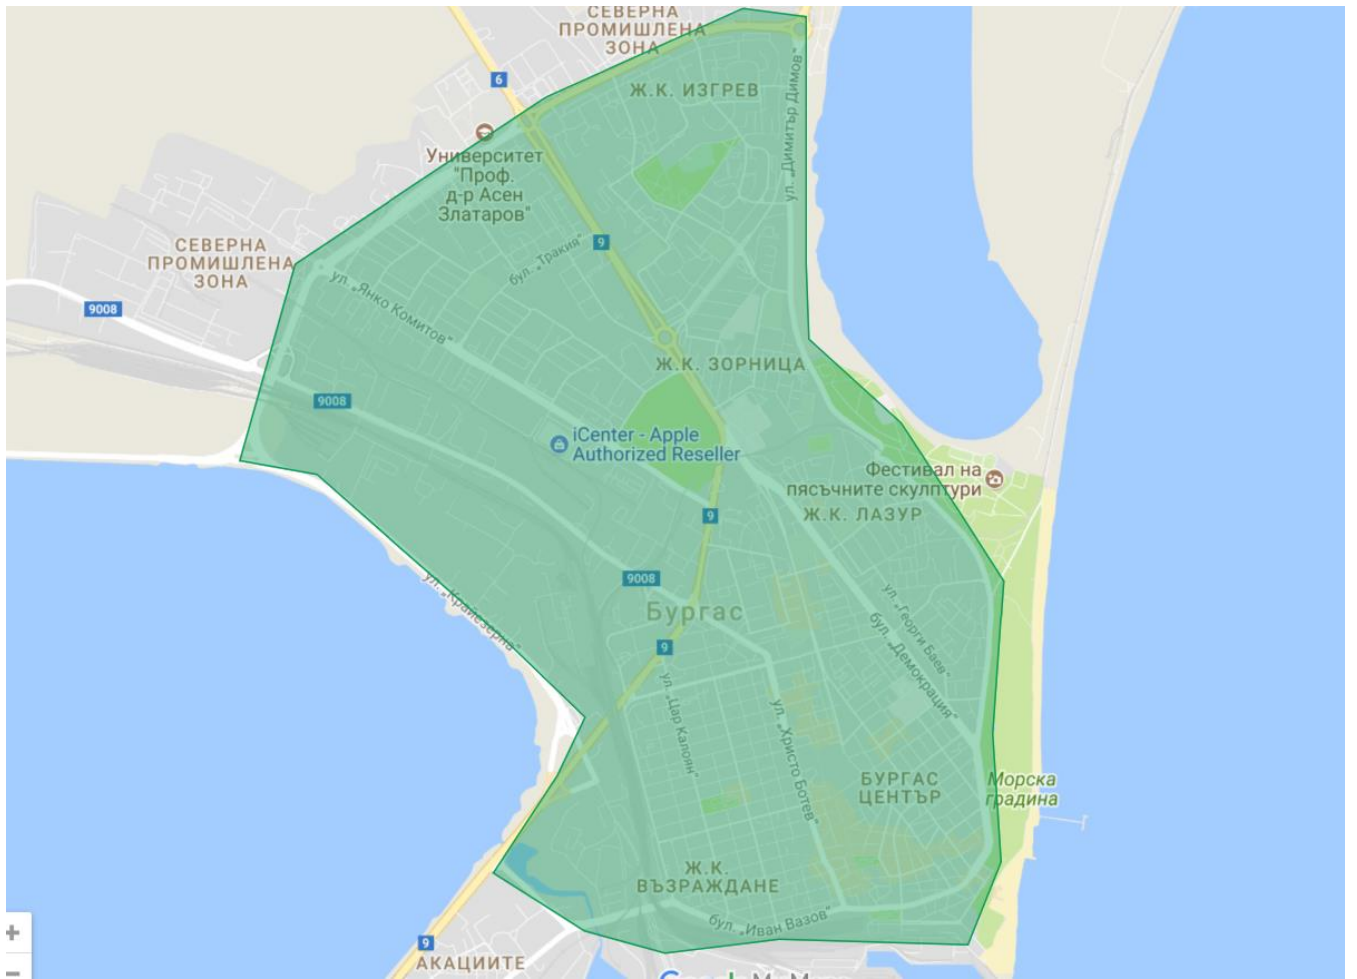 СЕВЕРНА
ПРОМИШЛЕНА
ЗОНА
6
Ж.К. ИЗГРЕВ
ул. „Димитър Димов“
Университет
"Проф.
д-р Асен
Златаров"
СЕВЕРНА
ПРОМИШЛЕНА
ЗОНА
бул. „Тракия“
9
9008
ул. „Янко Комитов“
Ж.К. ЗОРНИЦА
9008
iCenter - Apple
Authorized Reseller
Фестивал на
пясъчните скулптури
Ж.К. ЛАЗУР
9
9008
ул. „Крайезерна“
Бургас
ул. „Георги Баев“
бул. „Демокрация“
9
ул. „Цар Калоян“
ул. „Христо Ботев“
БУРГАС
ЦЕНТЪР
Морска
градина
Ж.К.
ВЪЗРАЖДАНЕ
бул. „Иван Вазов“
+
9
АКАЦИИТЕ
−